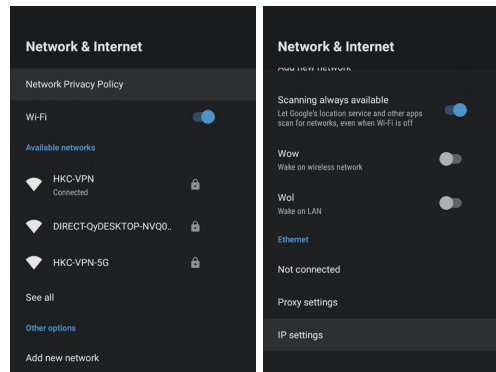 Network & Internet
Network Privacy Policy
Wi-Fi
Available networks
HKC-VPN
Connected
DIRECT-QyDESKTOP-NVQ0..
HKC-VPN-5G
See all
Other options
Add new network
Network & Internet
Add new network
Scanning always available
Let Google's location service and other apps
scan for networks, even when Wi-Fi is off
Wow
Wake on wireless network
Wol
Wake on LAN
Ethernet
Not connected
Proxy settings
IP settings